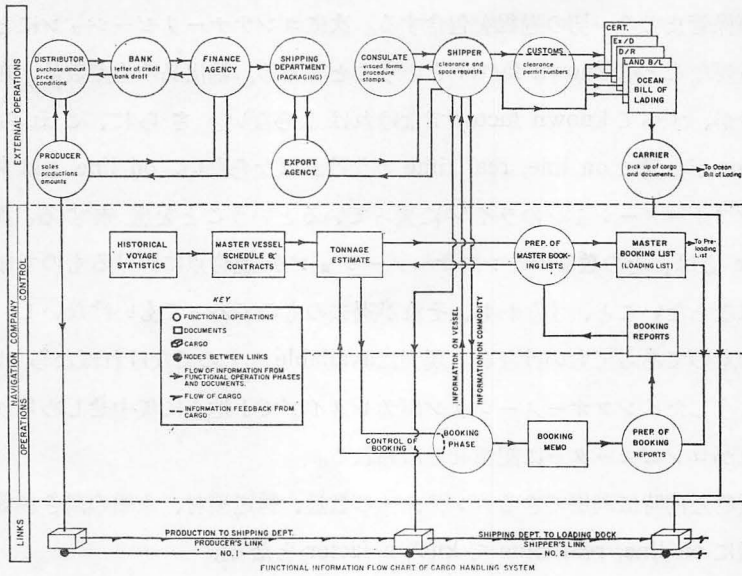 EXTERNAL OPERATIONS
NAVIGATION COMPANY
CONTROL
OPERATIONS
LINKS
DISTRIBUTOR
purchase amount
price
conditions
BANK
letter of credit
bank draft
FINANCE
AGENCY
SHIPPING
DEPARTMENT
(PACKAGING)
CONSULATE
visaed forms
procedure
stamps
SHIPPER
clearance and
space requests.
CUSTOMS
clearance
permit numbers
CERT.
Ex/D
D/R
LAND B/L
OCEAN
BILL OF
LADING
PRODUCER
sales
productions
amounts
EXPORT
AGENCY
CARRIER
pick up of cargo
and documents.
To Ocean
Bill of Lading
HISTORICAL
VOYAGE
STATISTICS
MASTER VESSEL
SCHEDULE &
CONTRACTS
TONNAGE
ESTIMATE
PREP. OF
MASTER BOOK-
ING LISTS
MASTER
BOOKING LIST
(LOADING LIST)
To Pre-
loading
List
KEY
FUNCTIONAL OPERATIONS
DOCUMENTS
CARGO
NODES BETWEEN LINKS
FLOW OF INFORMATION FROM
FUNCTIONAL OPERATION PHASES
AND DOCUMENTS.
FLOW OF CARGO
INFORMATION FEEDBACK FROM
CARGO
INFORMATION ON VESSEL
INFORMATION ON COMMODITY
BOOKING
REPORTS
CONTROL OF
BOOKING
BOOKING
PHASE
BOOKING
MEMO
PREP. OF
BOOKING
REPORTS
PRODUCTION TO SHIPPING DEPT.
PRODUCER'S LINK
NO. 1
SHIPPING DEPT. TO LOADING DOCK
SHIPPER'S LINK
NO. 2
FUNCTIONAL INFORMATION FLOW CHART OF CARGO HANDLING SYSTEM